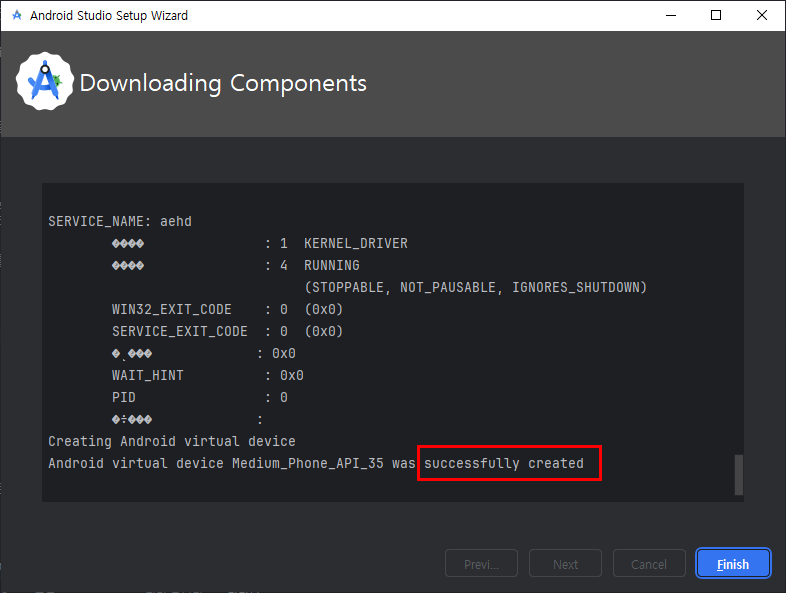 Android Studio Setup Wizard
Downloading Components
SERVICE_NAME: aehd
���� : 1 KERNEL_DRIVER
���� : 4 RUNNING
(STOPPABLE, NOT_PAUSABLE, IGNORES_SHUTDOWN)
WIN32_EXIT_CODE : 0 (0x0)
SERVICE_EXIT_CODE : 0 (0x0)
�˛��� : 0x0
WAIT_HINT : 0x0
PID : 0
�÷��� :
Creating Android virtual device
Android virtual device Medium_Phone_API_35 was successfully created
Previ... Next Cancel Finish